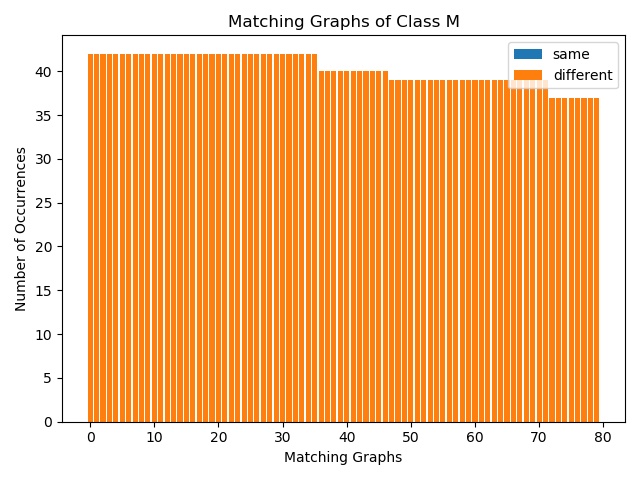 Matching Graphs of Class M
same
different
Number of Occurrences
40
35
30
25
20
15
10
5
0
0 10 20 30 40 50 60 70 80
Matching Graphs